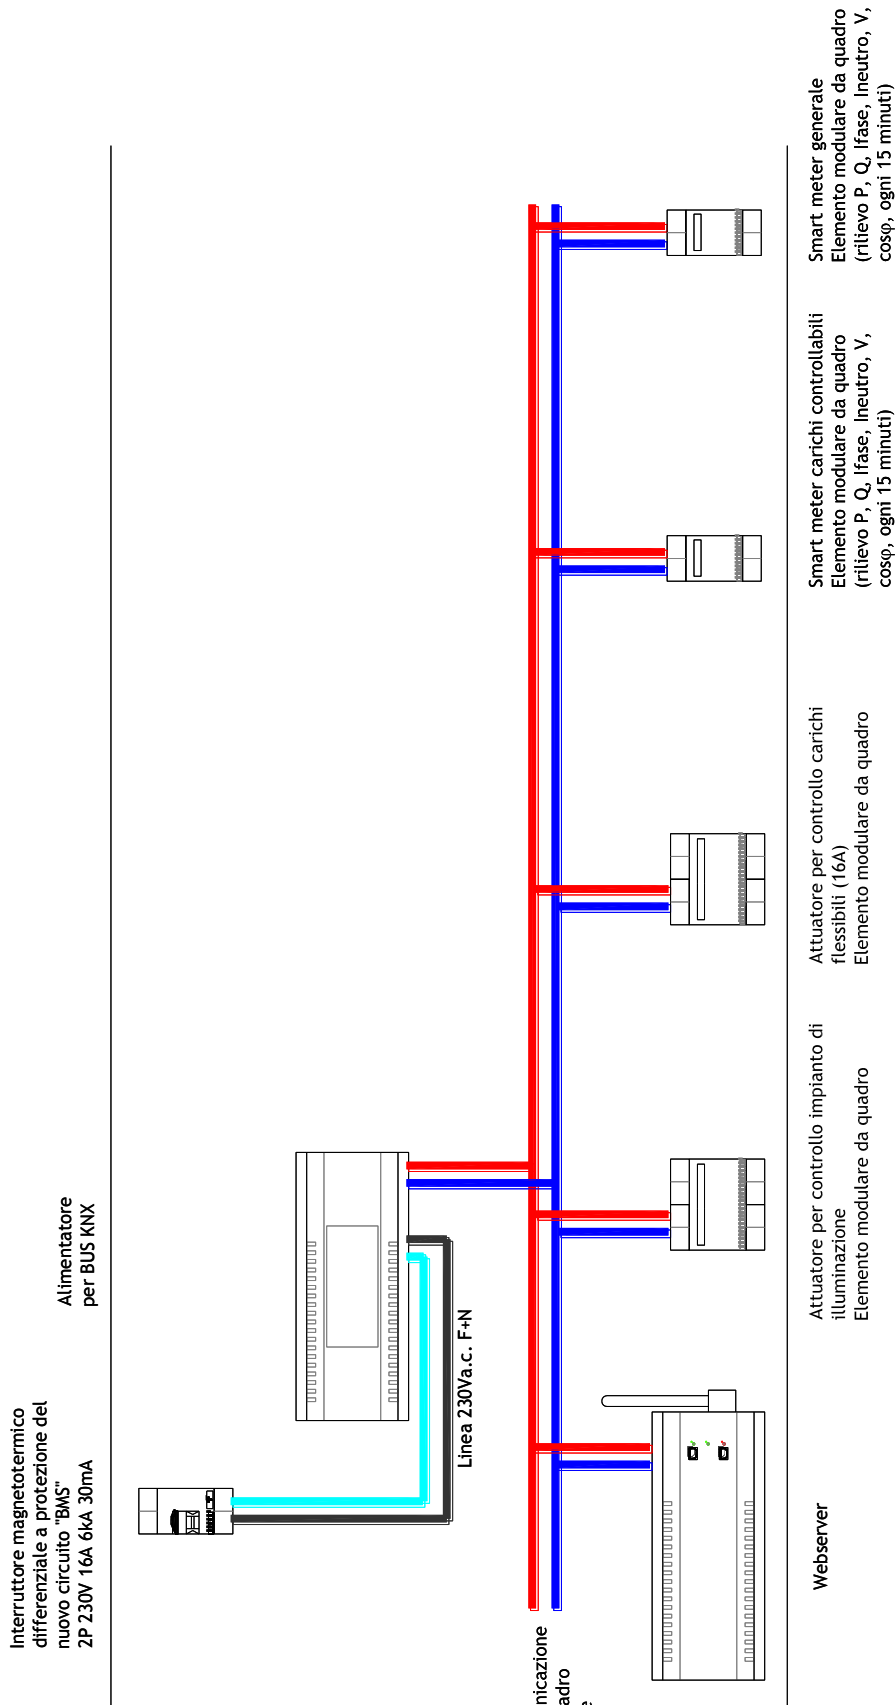 Interruttore magnetotermico
differenziale a protezione del
nuovo circuito "BMS"
2P 230V 16A 6kA 30mA
Alimentatore
per BUS KNX
Linea 230Va.c. F+N
Webserver
Attuatore per controllo impianto di
illuminazione
Elemento modulare da quadro
Attuatore per controllo carichi
flessibili (16A)
Elemento modulare da quadro
Smart meter carichi controllabili
Elemento modulare da quadro
(rilievo P, Q, Ifase, Ineutro, V,
cosφ, ogni 15 minuti)
Smart meter generale
Elemento modulare da quadro
(rilievo P, Q, Ifase, Ineutro, V,
cosφ, ogni 15 minuti)